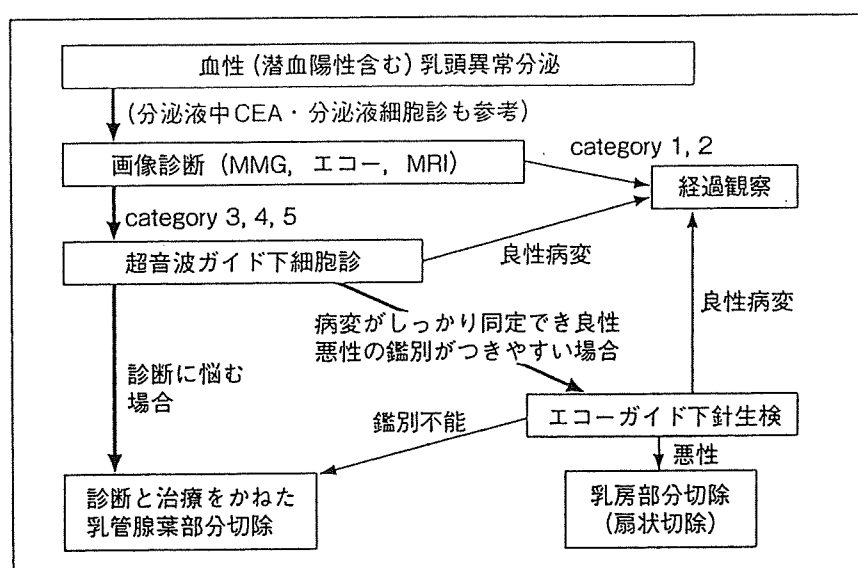 血性（潜血陽性含む）乳頭異常分泌
（分泌液中CEA・分泌液細胞診も参考）
画像診断（MMG，エコー，MRI）
category 1, 2
経過観察
category 3, 4, 5
超音波ガイド下細胞診
良性病変
病変がしっかり同定でき良性
悪性の鑑別がつきやすい場合
良性病変
診断に悩む
場合
エコーガイド下針生検
鑑別不能
悪性
診断と治療をかねた
乳管腺葉部分切除
乳房部分切除
（扇状切除）